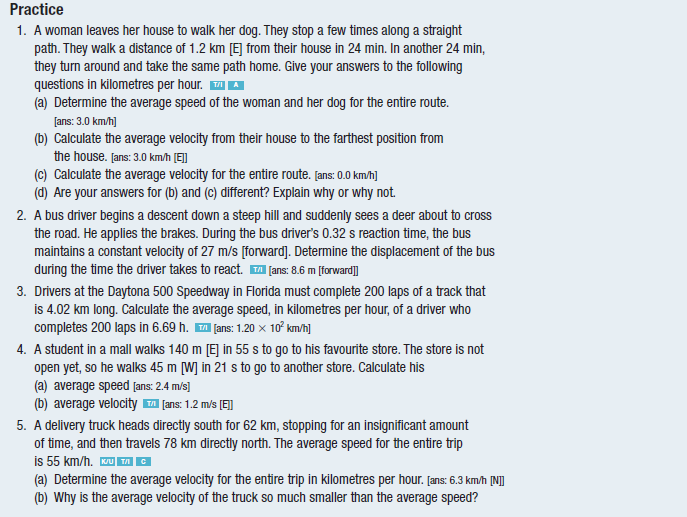 Practice
1. A woman leaves her house to walk her dog. They stop a few times along a straight
path. They walk a distance of 1.2 km [E] from their house in 24 min. In another 24 min,
they turn around and take the same path home. Give your answers to the following
questions in kilometres per hour. T/I A
(a) Determine the average speed of the woman and her dog for the entire route.
[ans: 3.0 km/h]
(b) Calculate the average velocity from their house to the farthest position from
the house. [ans: 3.0 km/h [E]]
(c) Calculate the average velocity for the entire route. [ans: 0.0 km/h]
(d) Are your answers for (b) and (c) different? Explain why or why not.
2. A bus driver begins a descent down a steep hill and suddenly sees a deer about to cross
the road. He applies the brakes. During the bus driver's 0.32 s reaction time, the bus
maintains a constant velocity of 27 m/s [forward]. Determine the displacement of the bus
during the time the driver takes to react. T/I [ans: 8.6 m [forward]]
3. Drivers at the Daytona 500 Speedway in Florida must complete 200 laps of a track that
is 4.02 km long. Calculate the average speed, in kilometres per hour, of a driver who
completes 200 laps in 6.69 h. T/I [ans: 1.20 × 10² km/h]
4. A student in a mall walks 140 m [E] in 55 s to go to his favourite store. The store is not
open yet, so he walks 45 m [W] in 21 s to go to another store. Calculate his
(a) average speed [ans: 2.4 m/s]
(b) average velocity T/I [ans: 1.2 m/s [E]]
5. A delivery truck heads directly south for 62 km, stopping for an insignificant amount
of time, and then travels 78 km directly north. The average speed for the entire trip
is 55 km/h. K/U T/I C
(a) Determine the average velocity for the entire trip in kilometres per hour. [ans: 6.3 km/h [N]]
(b) Why is the average velocity of the truck so much smaller than the average speed?